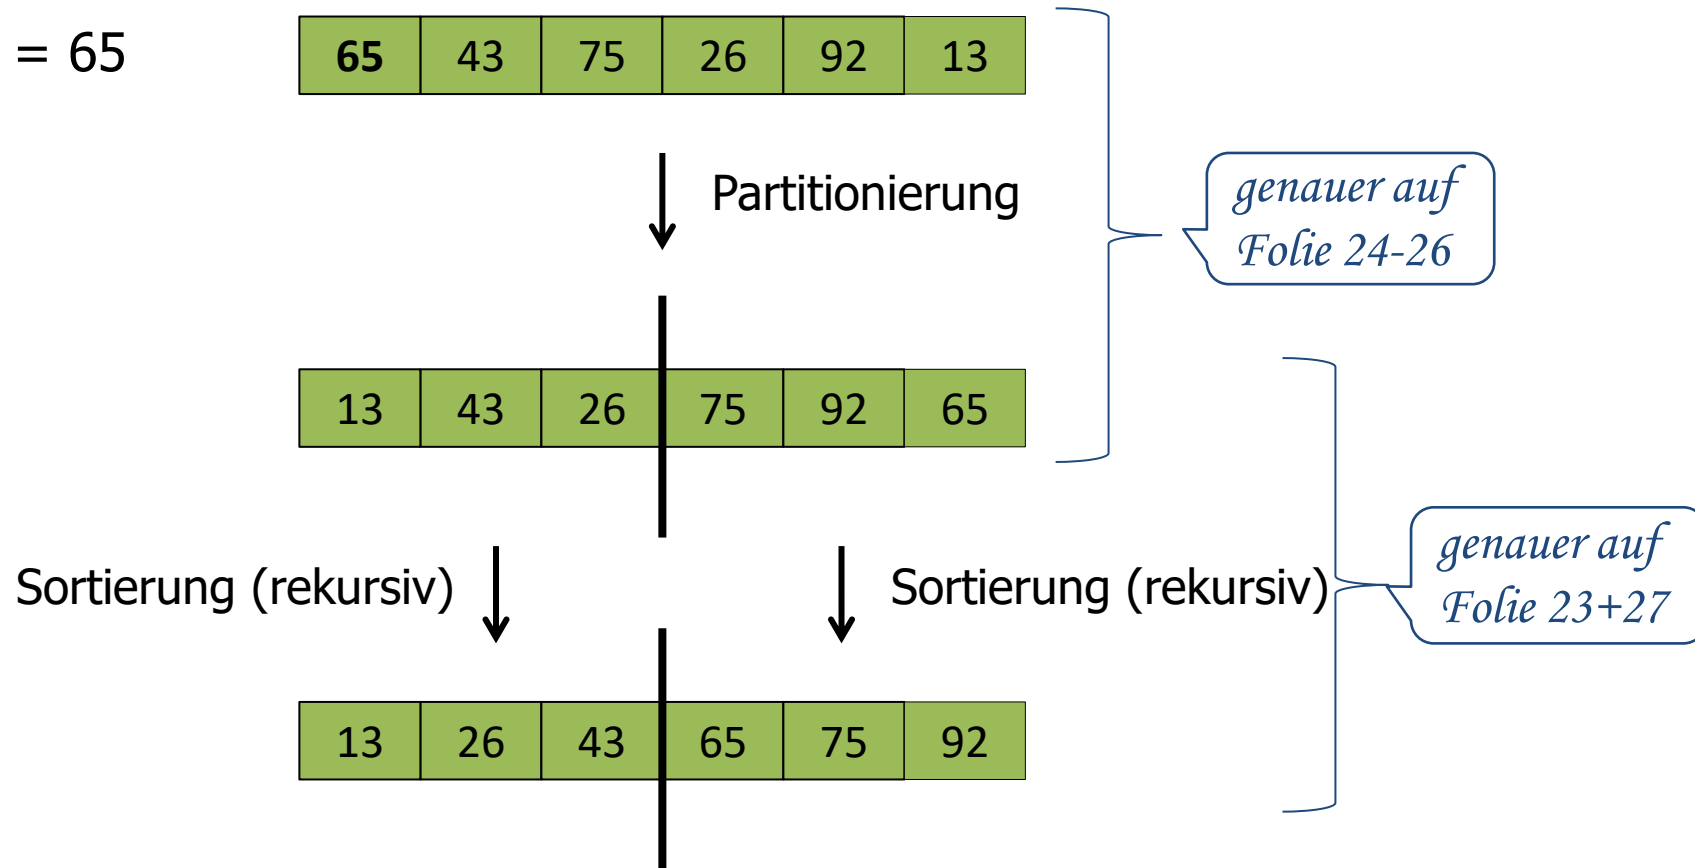 = 65
65 43 75 26 92 13
Partitionierung
genauer auf
Folie 24-26
13 43 26 75 92 65
Sortierung (rekursiv)
Sortierung (rekursiv)
genauer auf
Folie 23+27
13 26 43 65 75 92